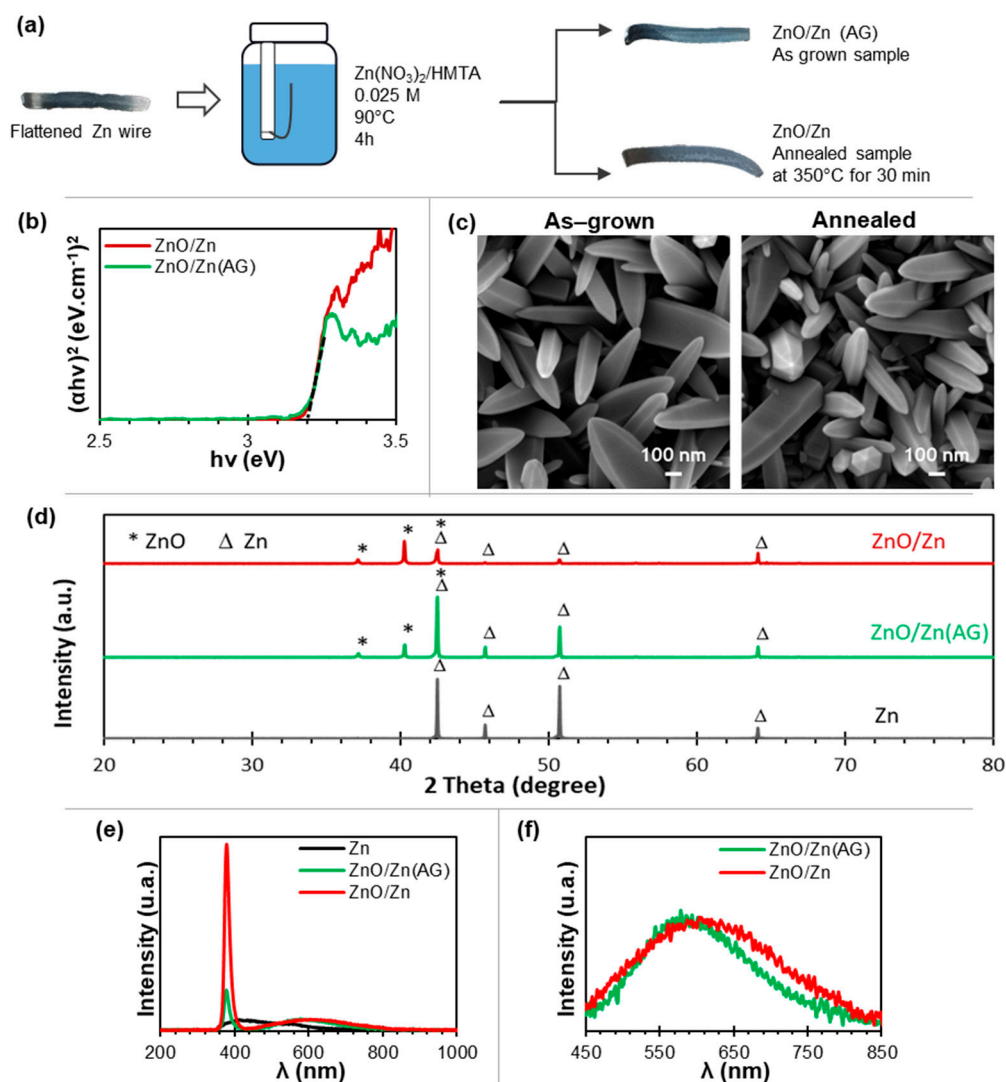 (a)
Flattened Zn wire
Zn(NO₃)₂/HMTA
0.025 M
90°C
4h
ZnO/Zn (AG)
As grown sample
ZnO/Zn
Annealed sample
at 350°C for 30 min
(b)
ZnO/Zn
ZnO/Zn(AG)
(αhν)² (eV.cm⁻¹)²
2.5 3 3.5
hν (eV)
(c)
As–grown
100 nm
Annealed
100 nm
(d)
* ZnO Δ Zn
* * * Δ Δ Δ Δ
ZnO/Zn
* * * Δ Δ Δ Δ
ZnO/Zn(AG)
Δ Δ Δ Δ
Zn
Intensity (a.u.)
20 30 40 50 60 70 80
2 Theta (degree)
(e)
Zn
ZnO/Zn(AG)
ZnO/Zn
Intensity (u.a.)
200 400 600 800 1000
λ (nm)
(f)
ZnO/Zn(AG)
ZnO/Zn
Intensity (u.a.)
450 550 650 750 850
λ (nm)